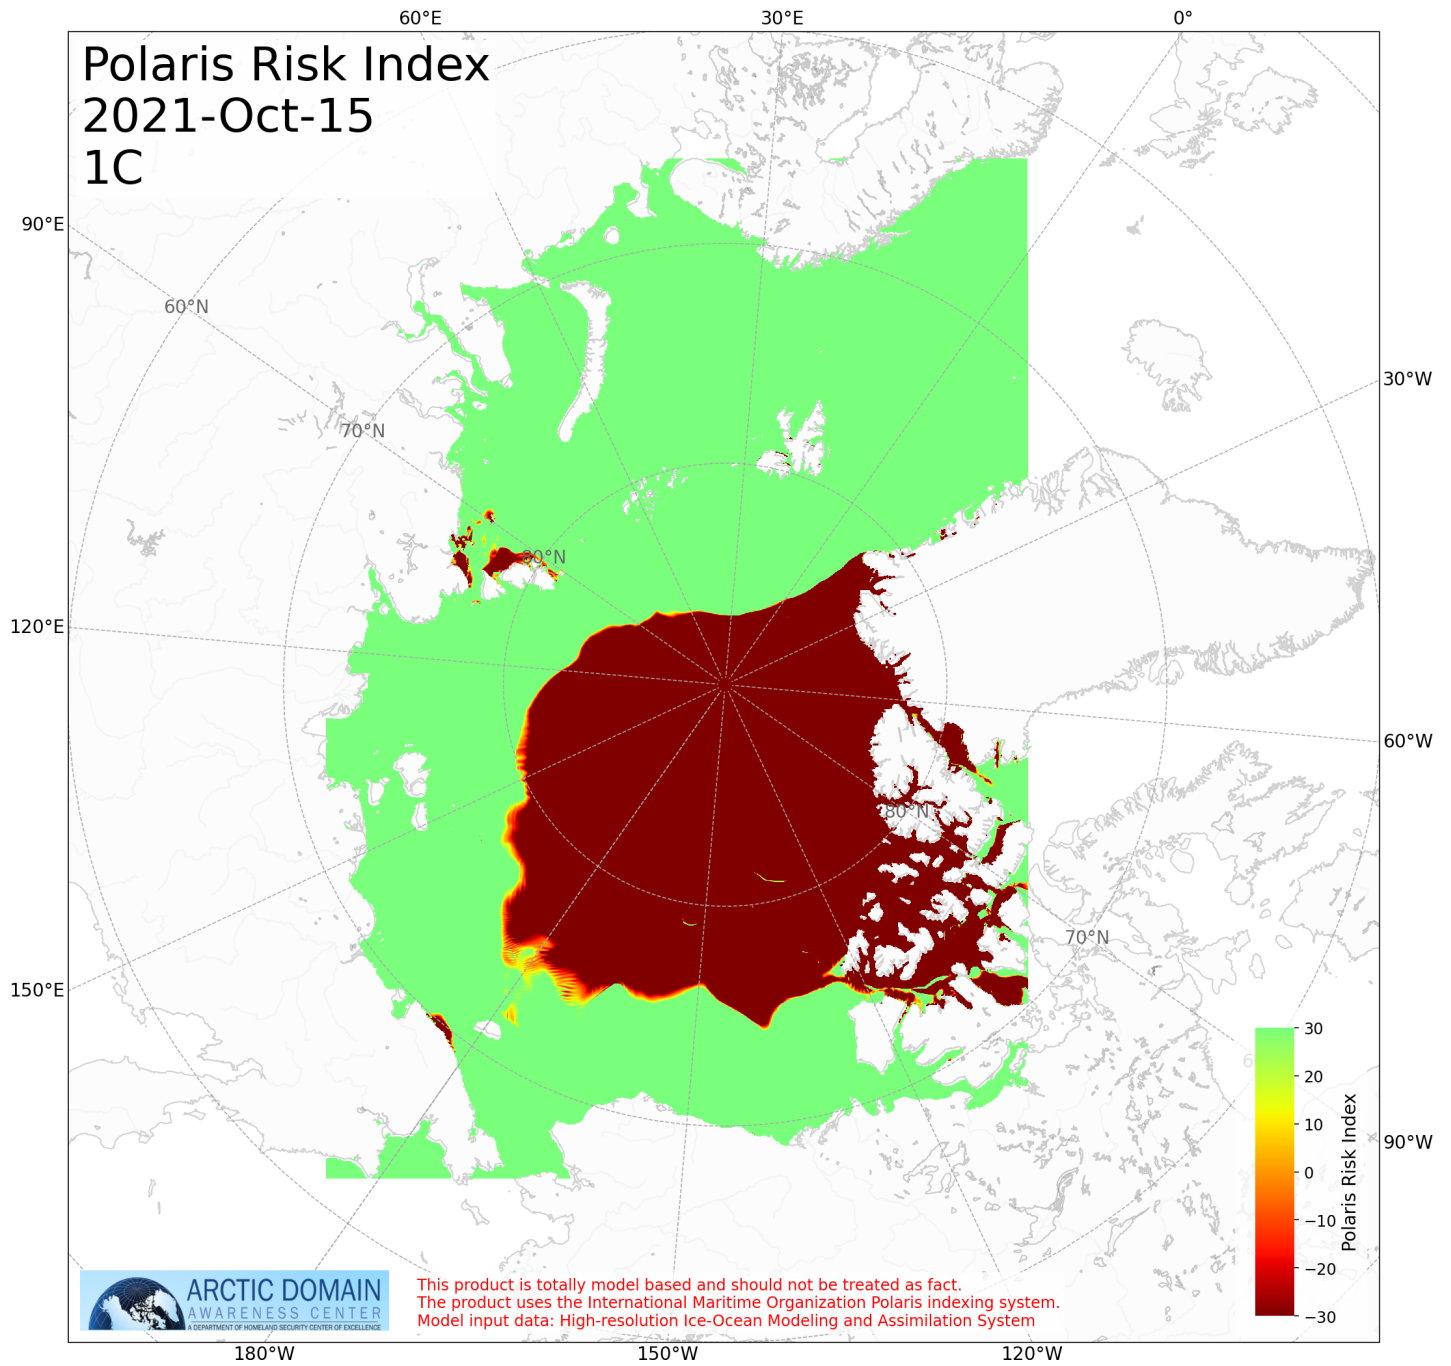 60°E 30°E 0°
Polaris Risk Index
2021-Oct-15
1C
90°E
60°N
30°W
70°N
80°N
120°E
60°W
80°N
70°N
150°E
30
20
10
0
−10
−20
−30
Polaris Risk Index
90°W
ARCTIC DOMAIN
AWARENESS CENTER
A DEPARTMENT OF HOMELAND SECURITY CENTER OF EXCELLENCE
This product is totally model based and should not be treated as fact.
The product uses the International Maritime Organization Polaris indexing system.
Model input data: High-resolution Ice-Ocean Modeling and Assimilation System
180°W 150°W 120°W